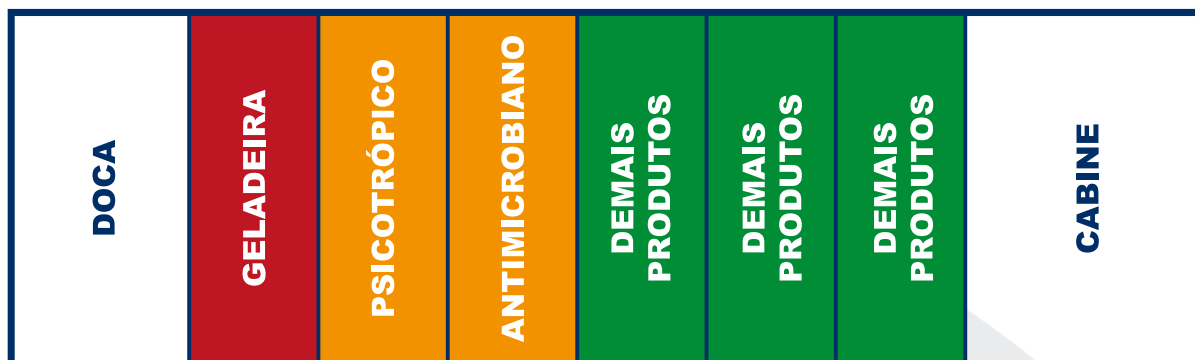 DOCA
GELADEIRA
PSICOTRÓPICO
ANTIMICROBIANO
DEMAIS
PRODUTOS
DEMAIS
PRODUTOS
DEMAIS
PRODUTOS
CABINE